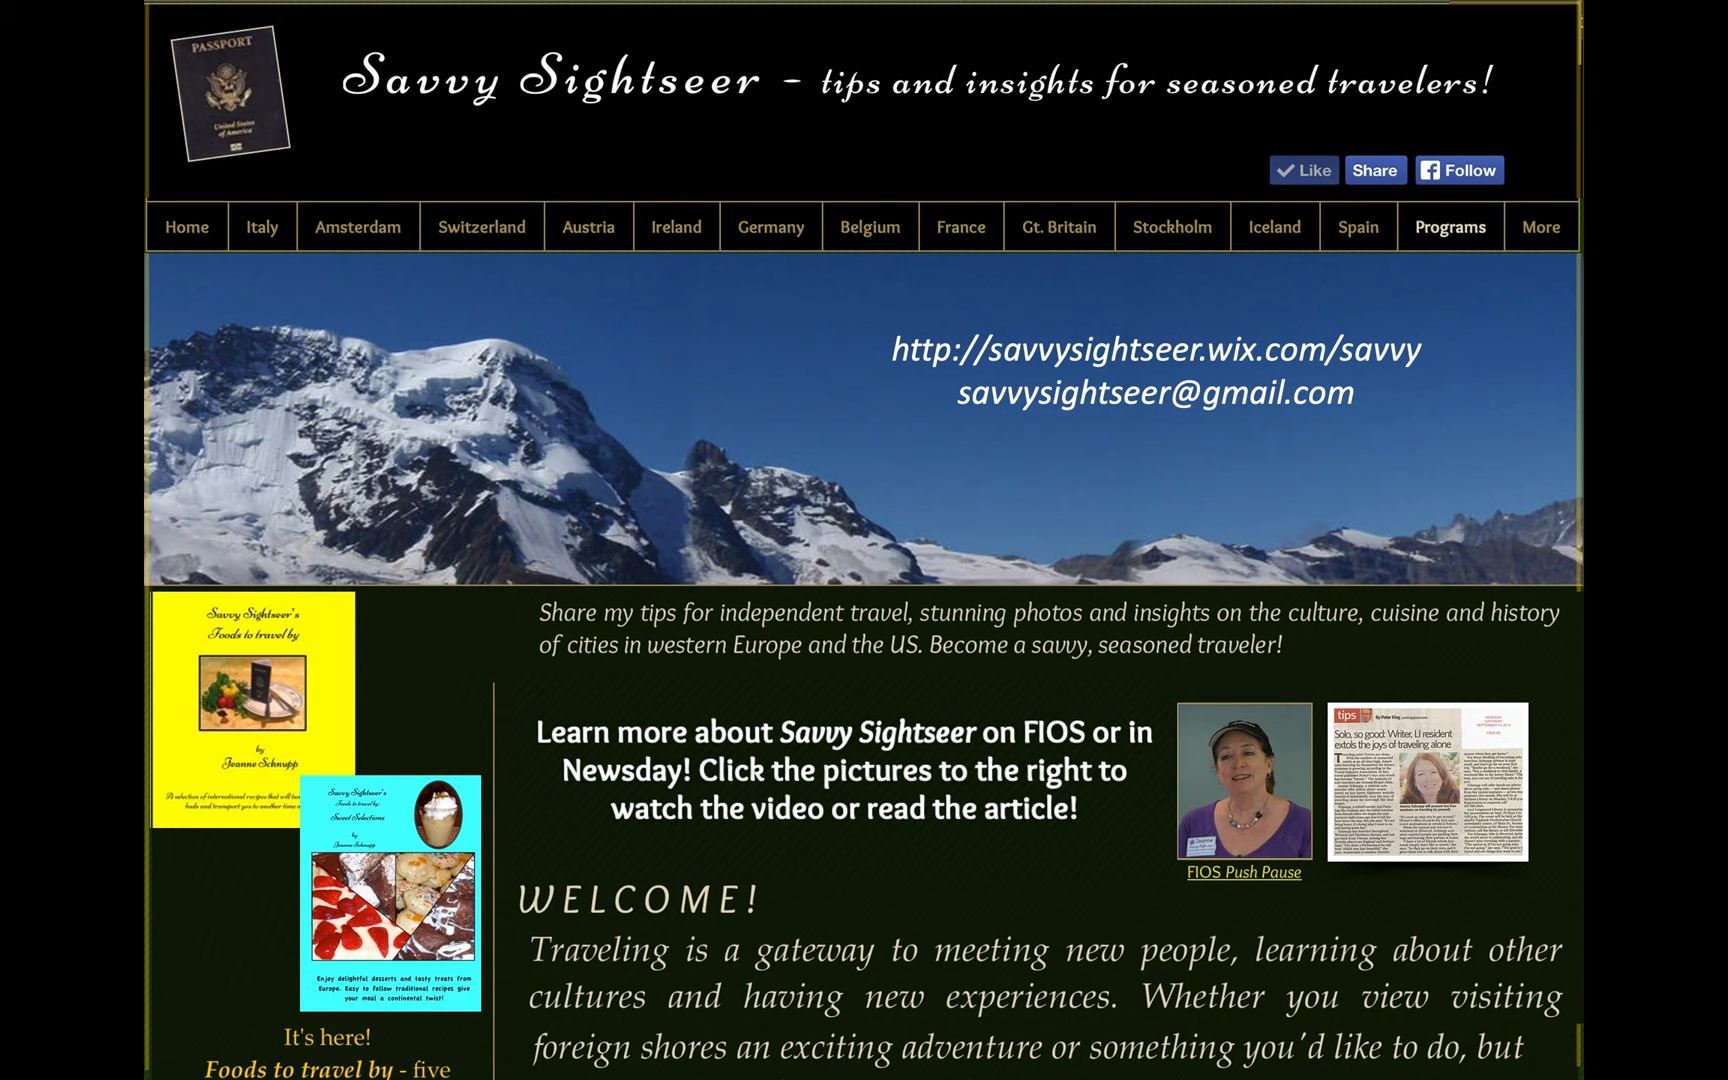 PASSPORT
United States
of America
Savvy Sightseer - tips and insights for seasoned travelers!
Like Share Follow
Home Italy Amsterdam Switzerland Austria Ireland Germany Belgium France Gt. Britain Stockholm Iceland Spain Programs More
http://savvysightseer.wix.com/savvy
savvysightseer@gmail.com
Savvy Sightseer's
Foods to travel by
by
Jeanne Schnupp
A selection of international recipes that will
Savvy Sightseer's
Foods to travel by:
Sweet Selections
by
Jeanne Schnupp
Enjoy delightful desserts and tasty treats from
Europe. Easy to follow traditional recipes give
your meal a continental twist!
It's here!
Foods to travel by - five
Share my tips for independent travel, stunning photos and insights on the culture, cuisine and history
of cities in western Europe and the US. Become a savvy, seasoned traveler!
Learn more about Savvy Sightseer on FIOS or in
Newsday! Click the pictures to the right to
watch the video or read the article!
FIOS Push Pause
tips By Peter King
Solo, so good: Writer, LI resident
extols the joys of traveling alone
WELCOME!
Traveling is a gateway to meeting new people, learning about other
cultures and having new experiences. Whether you view visiting
foreign shores an exciting adventure or something you'd like to do, but